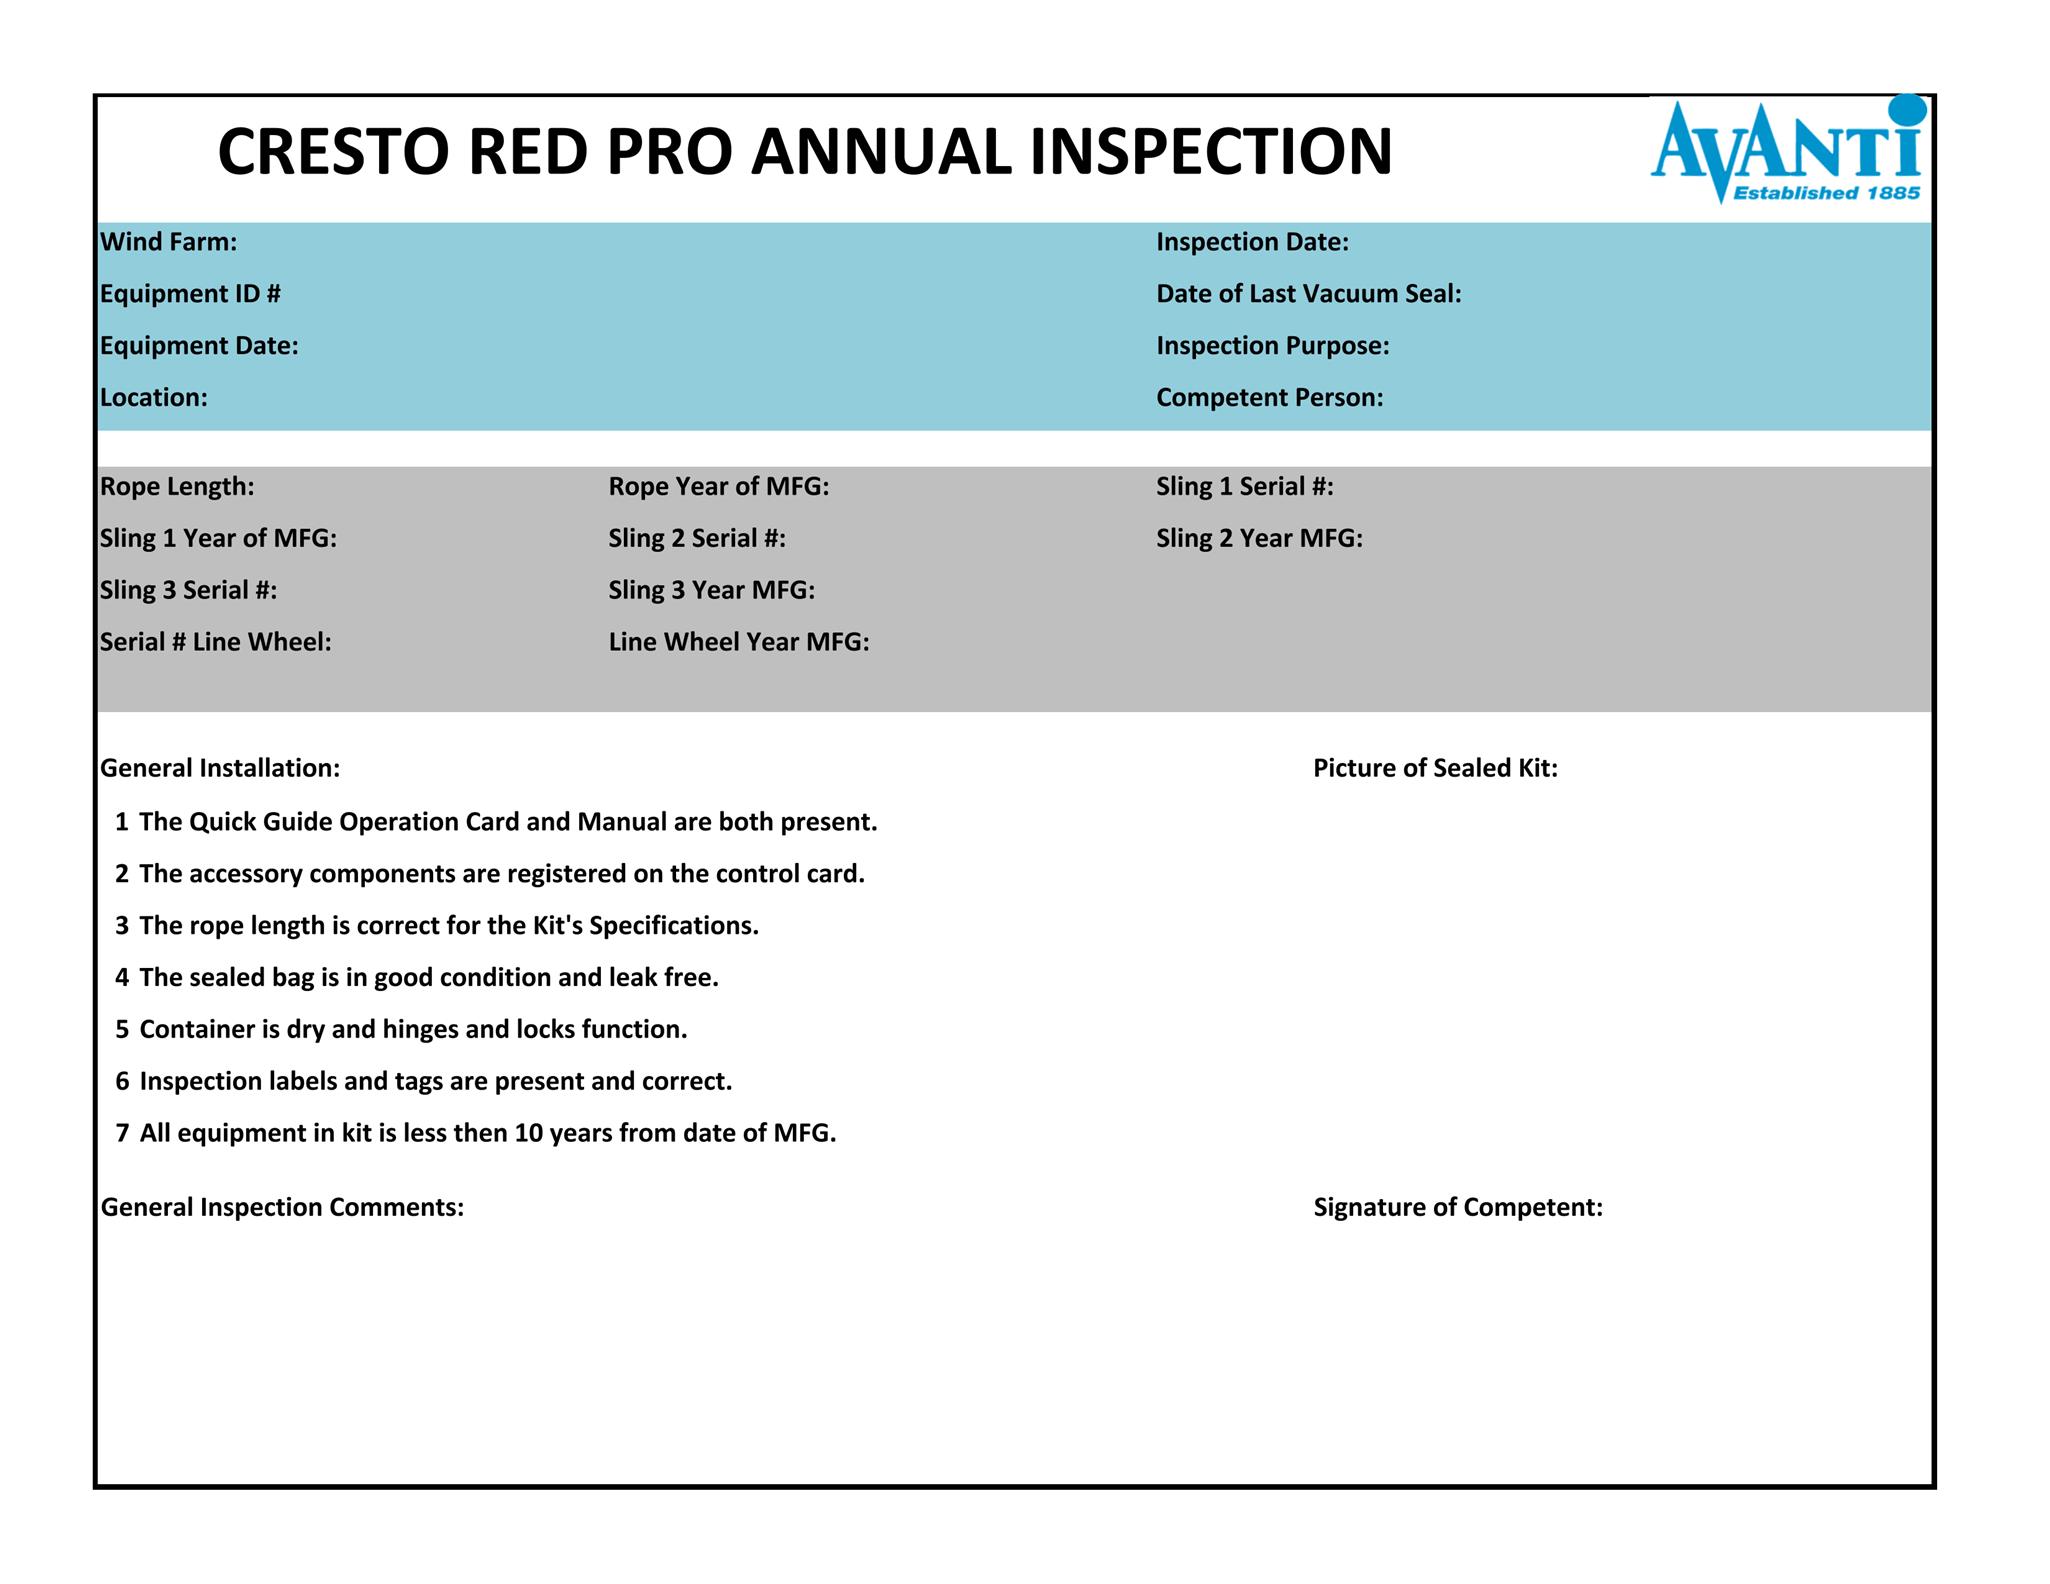 CRESTO RED PRO ANNUAL INSPECTION
AVANTI
Established 1885
Wind Farm: Inspection Date:
Equipment ID # Date of Last Vacuum Seal:
Equipment Date: Inspection Purpose:
Location: Competent Person:
Rope Length: Rope Year of MFG: Sling 1 Serial #:
Sling 1 Year of MFG: Sling 2 Serial #: Sling 2 Year MFG:
Sling 3 Serial #: Sling 3 Year MFG:
Serial # Line Wheel: Line Wheel Year MFG:
General Installation: Picture of Sealed Kit:
1 The Quick Guide Operation Card and Manual are both present.
2 The accessory components are registered on the control card.
3 The rope length is correct for the Kit's Specifications.
4 The sealed bag is in good condition and leak free.
5 Container is dry and hinges and locks function.
6 Inspection labels and tags are present and correct.
7 All equipment in kit is less then 10 years from date of MFG.
General Inspection Comments: Signature of Competent: